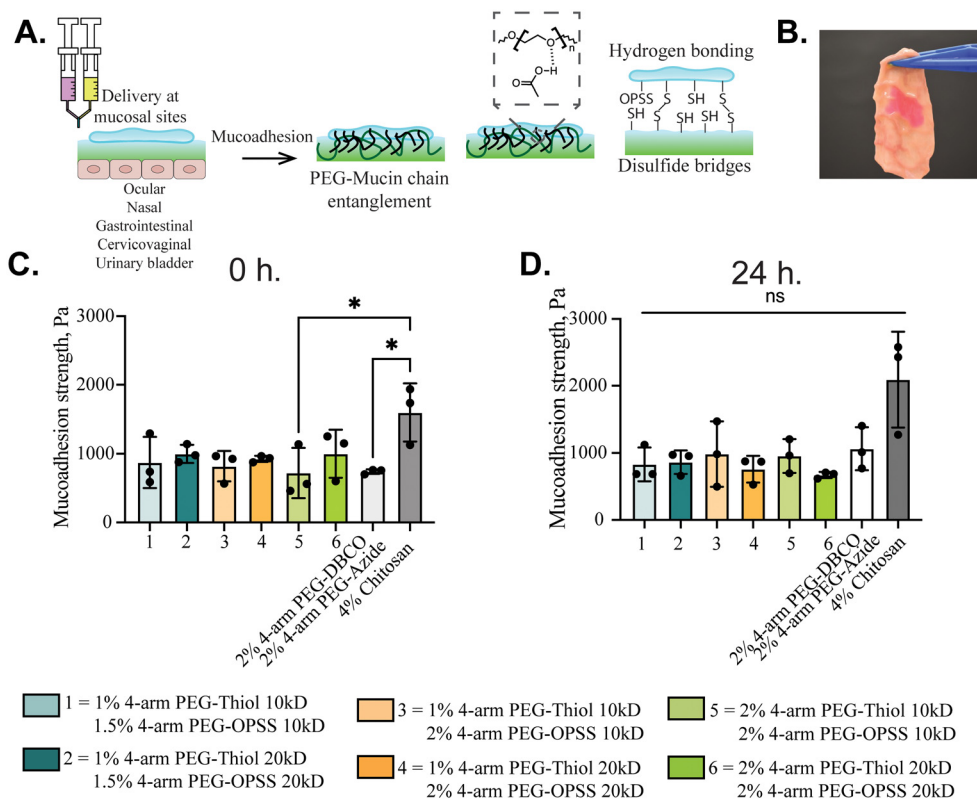 A.
Delivery at
mucosal sites
Ocular
Nasal
Gastrointestinal
Cervicovaginal
Urinary bladder
Mucoadhesion
PEG-Mucin chain
entanglement
O
O
n
O
O
H
Hydrogen bonding
OPSS
S
SH
S
SH
S
SH
S
Disulfide bridges
B.
C.
0 h.
Mucoadhesion strength, Pa
3000
2000
1000
0
*
*
1
2
3
4
5
6
2% 4-arm PEG-DBCO
2% 4-arm PEG-Azide
4% Chitosan
D.
24 h.
ns
Mucoadhesion strength, Pa
3000
2000
1000
0
1
2
3
4
5
6
2% 4-arm PEG-DBCO
2% 4-arm PEG-Azide
4% Chitosan
1 = 1% 4-arm PEG-Thiol 10kD
1.5% 4-arm PEG-OPSS 10kD
2 = 1% 4-arm PEG-Thiol 20kD
1.5% 4-arm PEG-OPSS 20kD
3 = 1% 4-arm PEG-Thiol 10kD
2% 4-arm PEG-OPSS 10kD
4 = 1% 4-arm PEG-Thiol 20kD
2% 4-arm PEG-OPSS 20kD
5 = 2% 4-arm PEG-Thiol 10kD
2% 4-arm PEG-OPSS 10kD
6 = 2% 4-arm PEG-Thiol 20kD
2% 4-arm PEG-OPSS 20kD